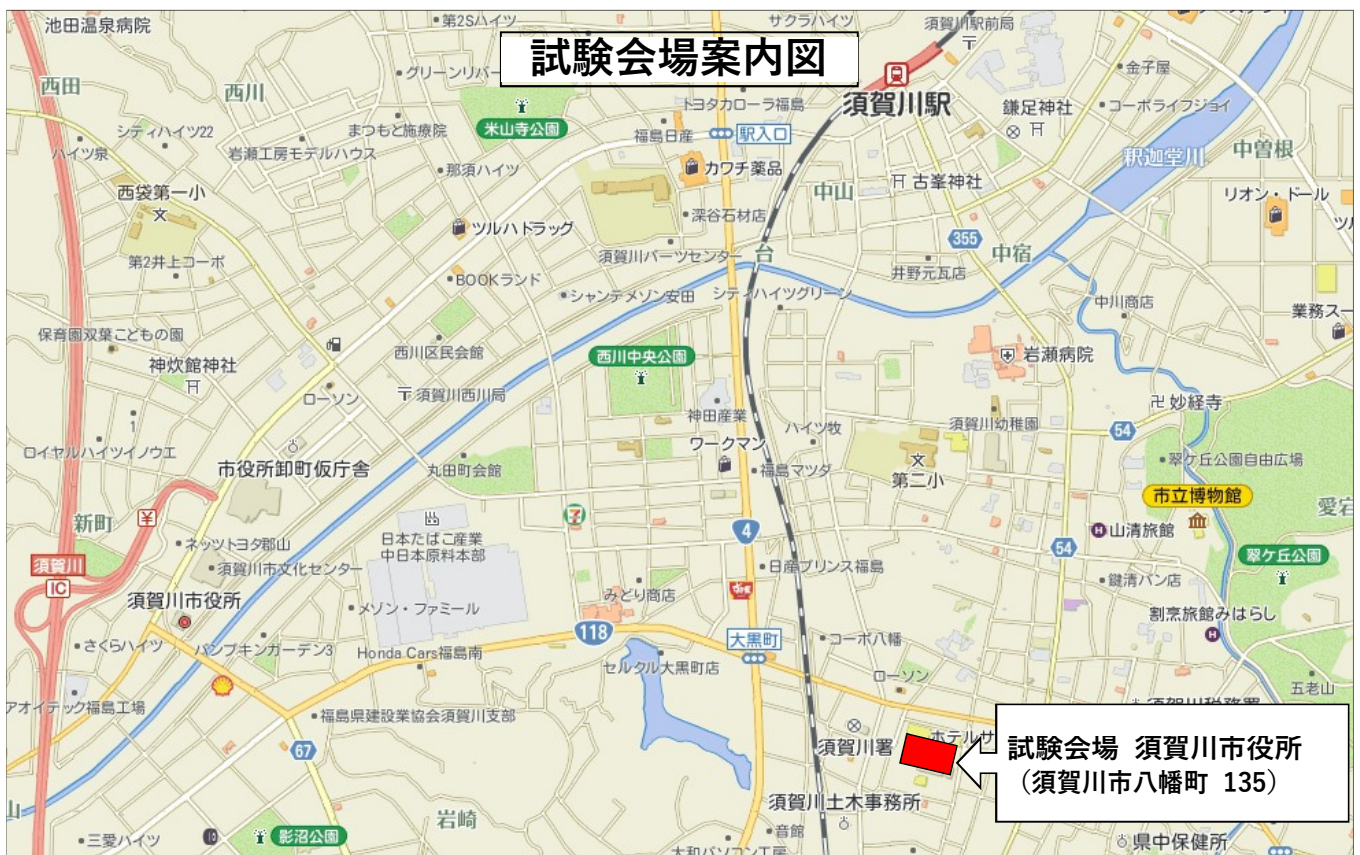 池田温泉病院
第2Sハイツ
サクラハイツ
須賀川駅前局
試験会場案内図
西田
西川
グリーンリバー
米山寺公園
トヨタカローラ福島
須賀川駅
鎌足神社
金子屋
コーポライフジョイ
シティハイツ22
まつもと施療院
福島日産
駅入口
ハイツ泉
岩瀬工房モデルハウス
那須ハイツ
カワチ薬品
釈迦堂川
中曽根
西袋第一小
中山
古峯神社
リオン・ドール
深谷石材店
ツルハドラッグ
355
第2井上コーポ
須賀川パーツセンター
台
中宿
BOOKランド
井野元瓦店
シャンテメゾン安田
シティハイツグリーン
中川商店
保育園双葉こどもの園
業務スー
神炊館神社
西川区民会館
西川中央公園
岩瀬病院
ローソン
須賀川西川局
神田産業
妙経寺
1
ロイヤルハイツイノウエ
ワークマン
ハイツ牧
須賀川幼稚園
54
市役所卸町仮庁舎
丸田町会館
福島マツダ
第二小
翠ケ丘公園自由広場
市立博物館
愛宕
新町
¥
日本たばこ産業
中日本原料本部
4
山清旅館
ネッツトヨタ郡山
54
翠ケ丘公園
須賀川
IC
須賀川市文化センター
日産プリンス福島
すき家
鍵清パン店
須賀川市役所
メゾン・ファミール
みどり商店
割烹旅館みはらし
118
大黒町
コーポ八幡
さくらハイツ
パンプキンガーデン3
Honda Cars福島南
セルクル大黒町店
ローソン
五老山
アオイテック福島工場
福島県建設業協会須賀川支部
須賀川税務署
67
須賀川署
ホテルサ
試験会場 須賀川市役所
(須賀川市八幡町 135)
山
岩崎
須賀川土木事務所
三愛ハイツ
影沼公園
音館
大和パソコン工房
県中保健所